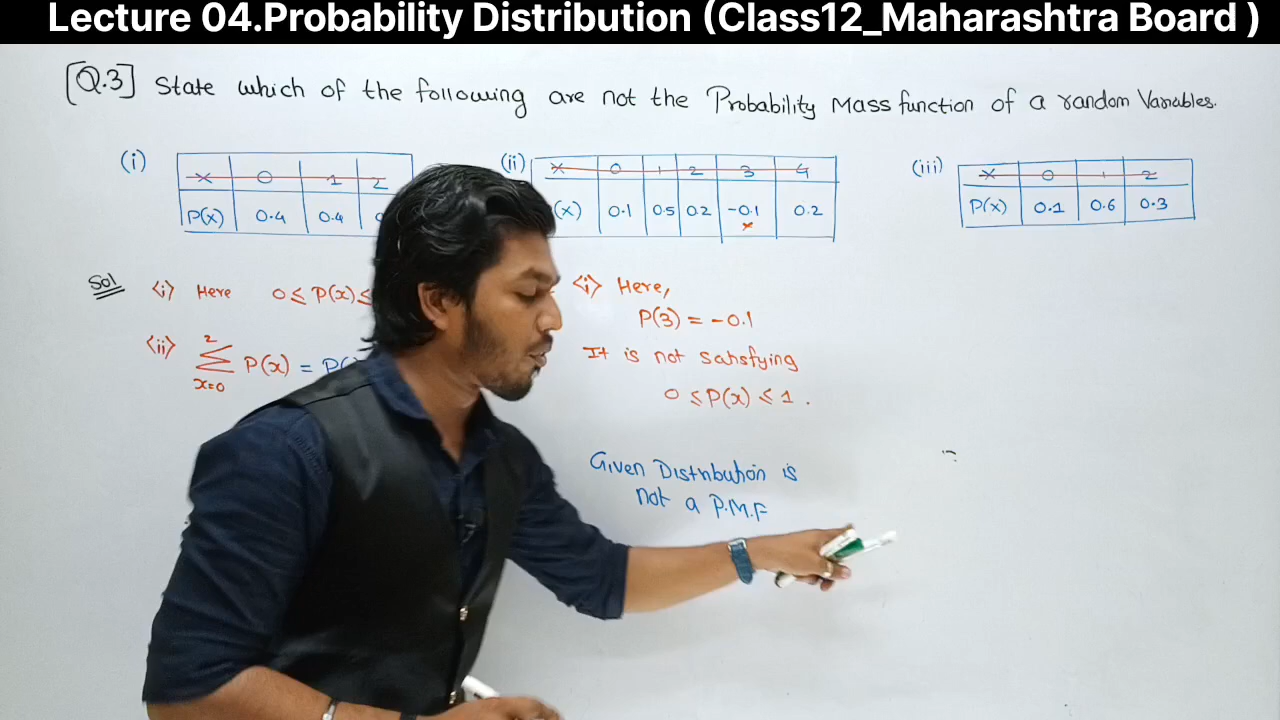 Lecture 04.Probability Distribution (Class12_Maharashtra Board )
[Q.3] State which of the following are not the Probability Mass function of a random Variables.
(i)
X 0 1 2
P(x) 0.4 0.4
(ii)
X 0 1 2 3 4
(x) 0.1 0.5 0.2 -0.1 0.2
×
(iii)
X 0 1 2
P(x) 0.1 0.6 0.3
Sol
<i> Here 0 ≤ P(x) ≤
<ii> 2
Σ P(x) = P(
x=0
<i> Here,
P(3) = -0.1
It is not satisfying
0 ≤ P(x) ≤ 1 .
Given Distribution is
not a P.M.F